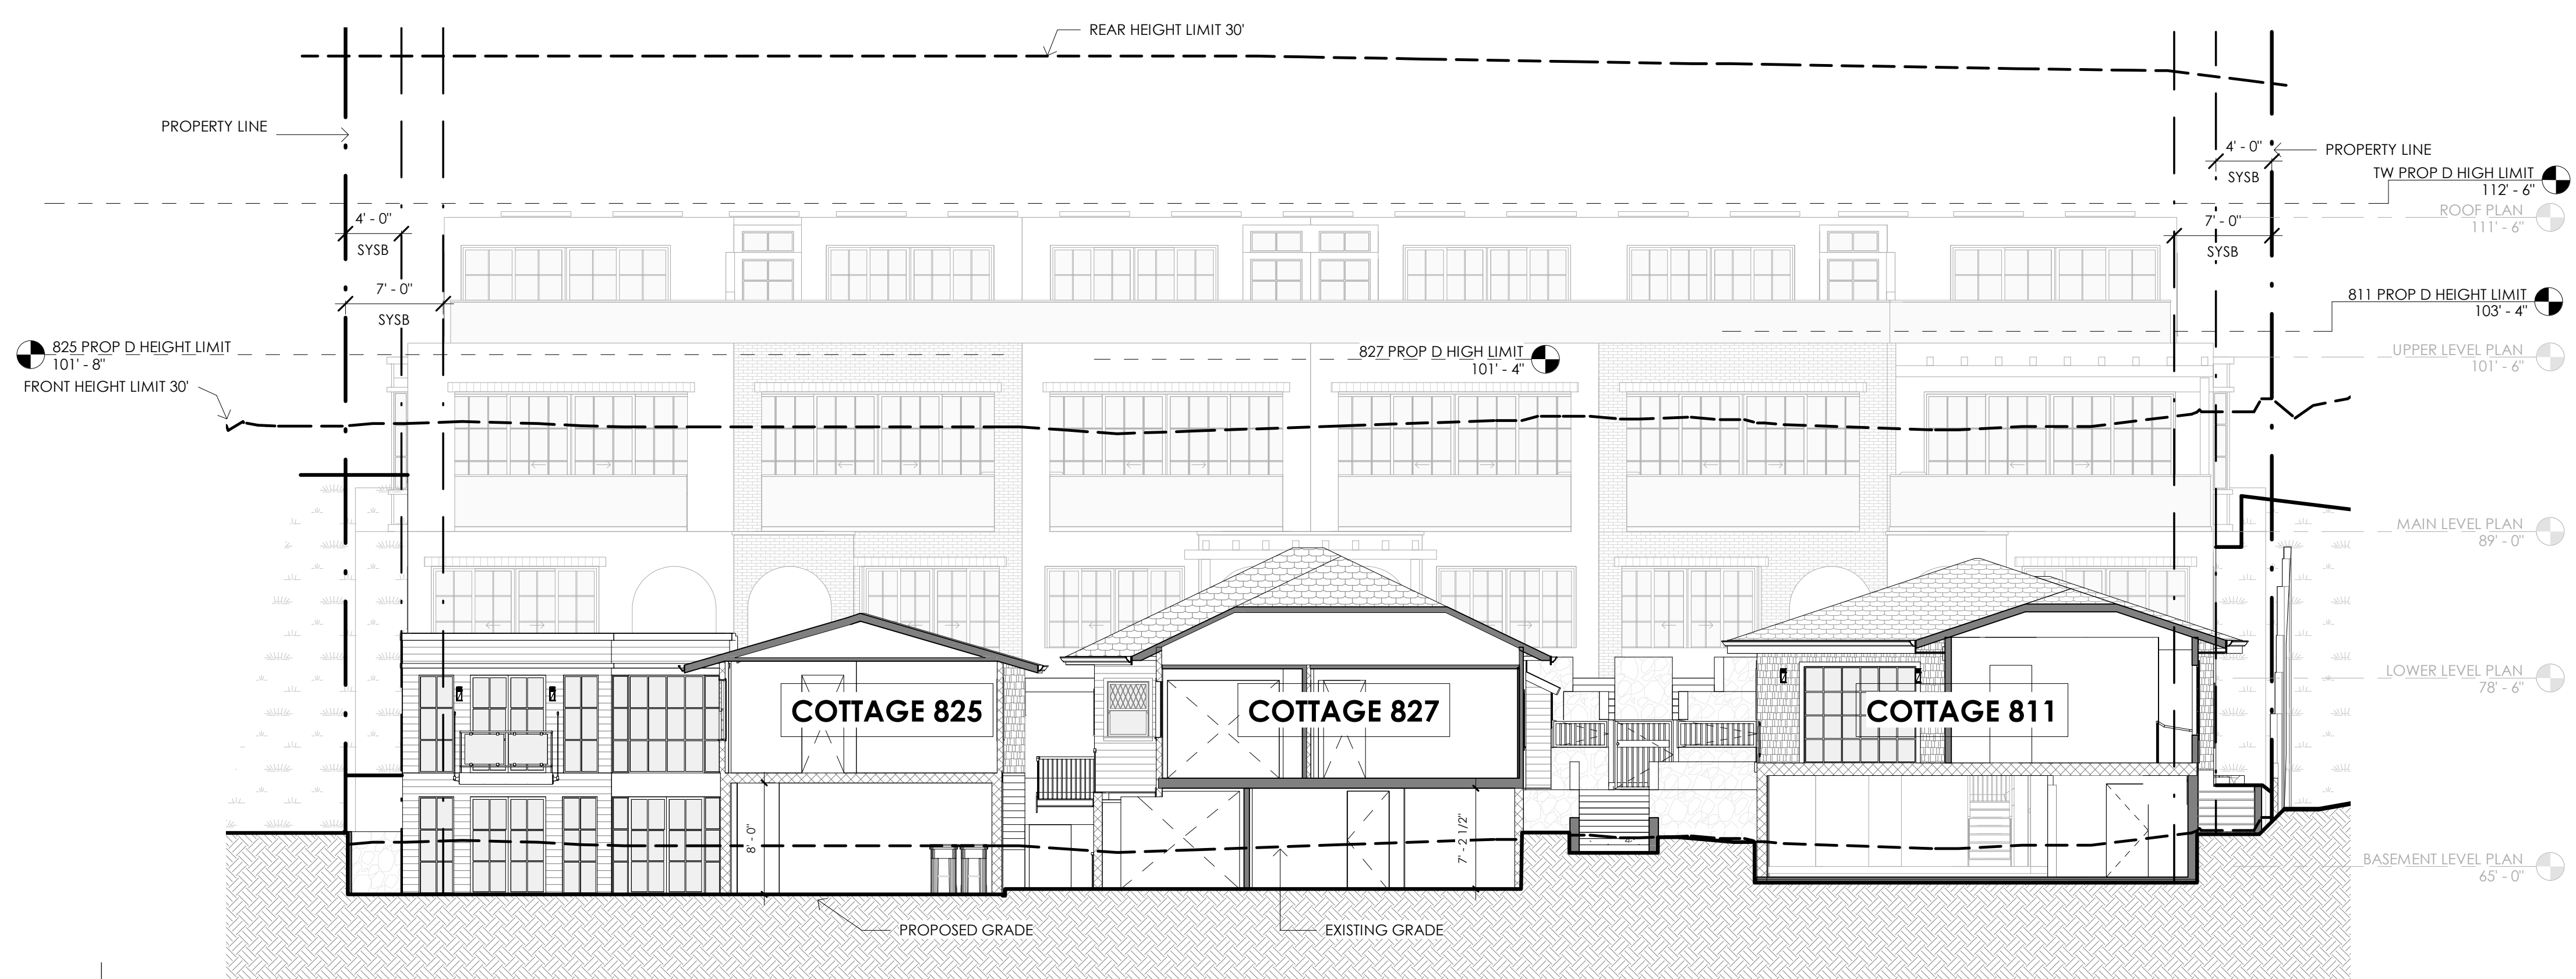 REAR HEIGHT LIMIT 30'
PROPERTY LINE
4' - 0"
SYSB
PROPERTY LINE
TW PROP D HIGH LIMIT
112' - 6"
ROOF PLAN
111' - 6"
4' - 0"
SYSB
7' - 0"
SYSB
7' - 0"
SYSB
811 PROP D HEIGHT LIMIT
103' - 4"
825 PROP D HEIGHT LIMIT
101' - 8"
827 PROP D HIGH LIMIT
101' - 4"
UPPER LEVEL PLAN
101' - 6"
FRONT HEIGHT LIMIT 30'
MAIN LEVEL PLAN
89' - 0"
LOWER LEVEL PLAN
78' - 6"
COTTAGE 825
COTTAGE 827
COTTAGE 811
8' - 0"
7' - 2 1/2"
BASEMENT LEVEL PLAN
65' - 0"
PROPOSED GRADE
EXISTING GRADE